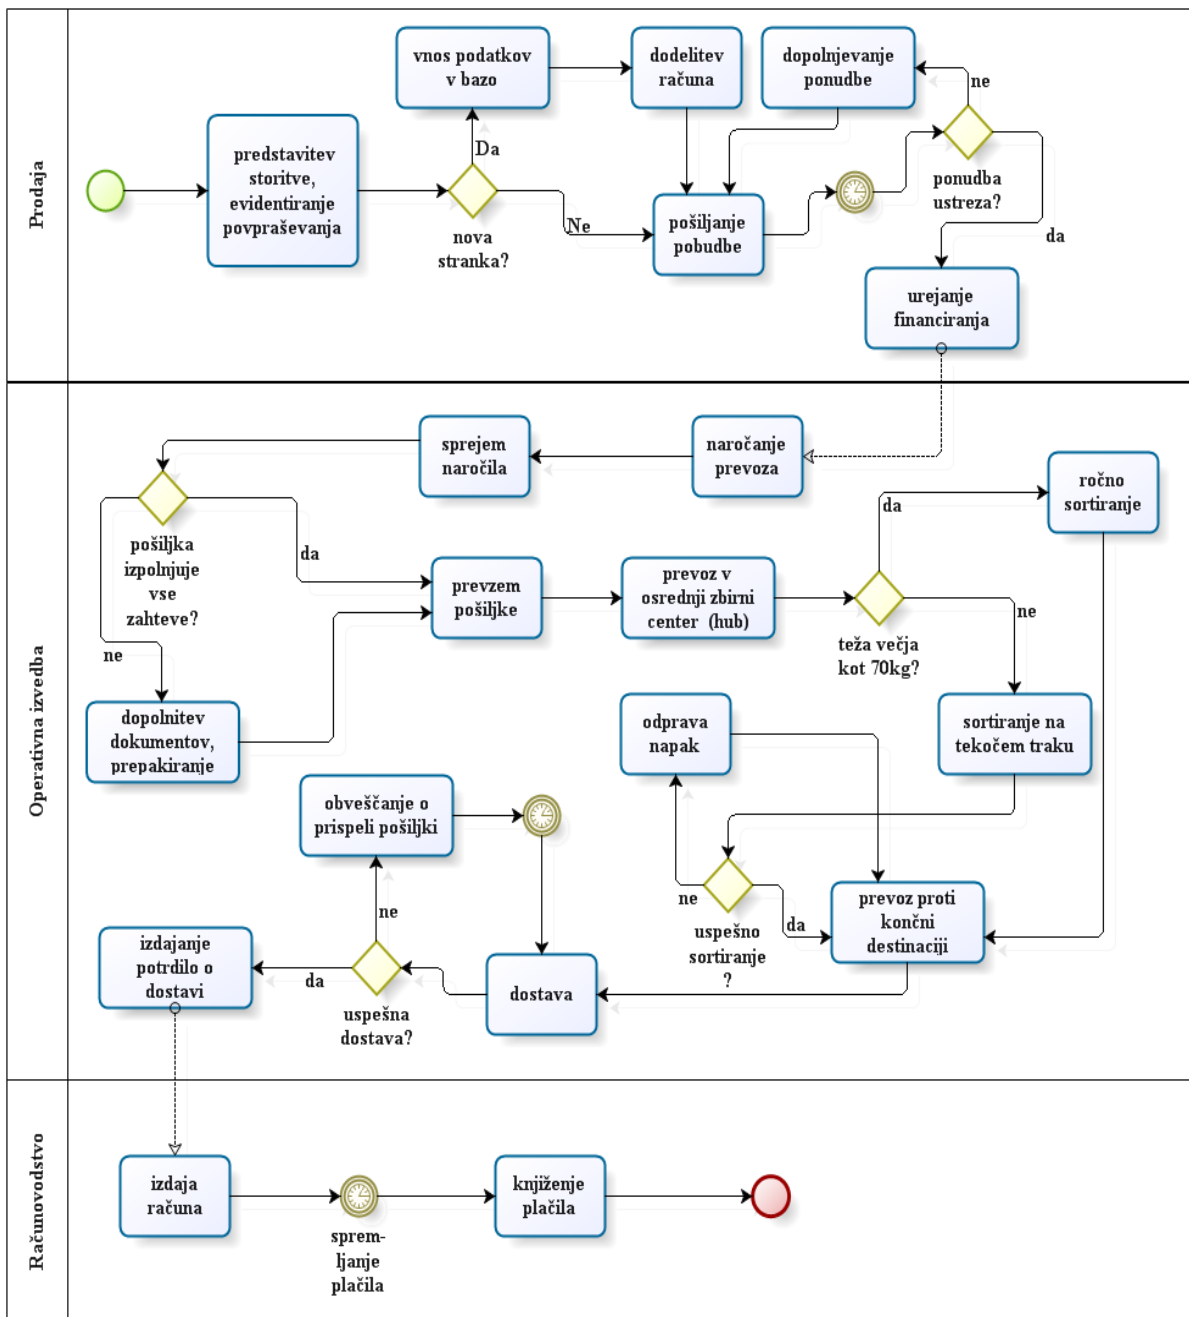 Prodaja
vnos podatkov
v bazo
dodelitev
računa
dopolnjevanje
ponudbe
ne
predstavitev
storitve,
evidentiranje
povpraševanja
Da
nova
stranka?
Ne
pošiljanje
pobudbe
ponudba
ustreza?
da
urejanje
financiranja
Operativna izvedba
sprejem
naročila
naročanje
prevoza
ročno
sortiranje
da
pošiljka
izpolnjuje
vse
zahteve?
da
ne
prevzem
pošiljke
prevoz v
osrednji zbirni
center (hub)
teža večja
kot 70kg?
ne
dopolnitev
dokumentov,
prepakiranje
odprava
napak
sortiranje na
tekočem traku
obveščanje o
prispeli pošiljki
ne
uspešno
sortiranje
?
da
prevoz proti
končni
destinaciji
izdajanje
potrdilo o
dostavi
da
ne
uspešna
dostava?
dostava
Računovodstvo
izdaja
računa
sprem-
ljanje
plačila
knjiženje
plačila